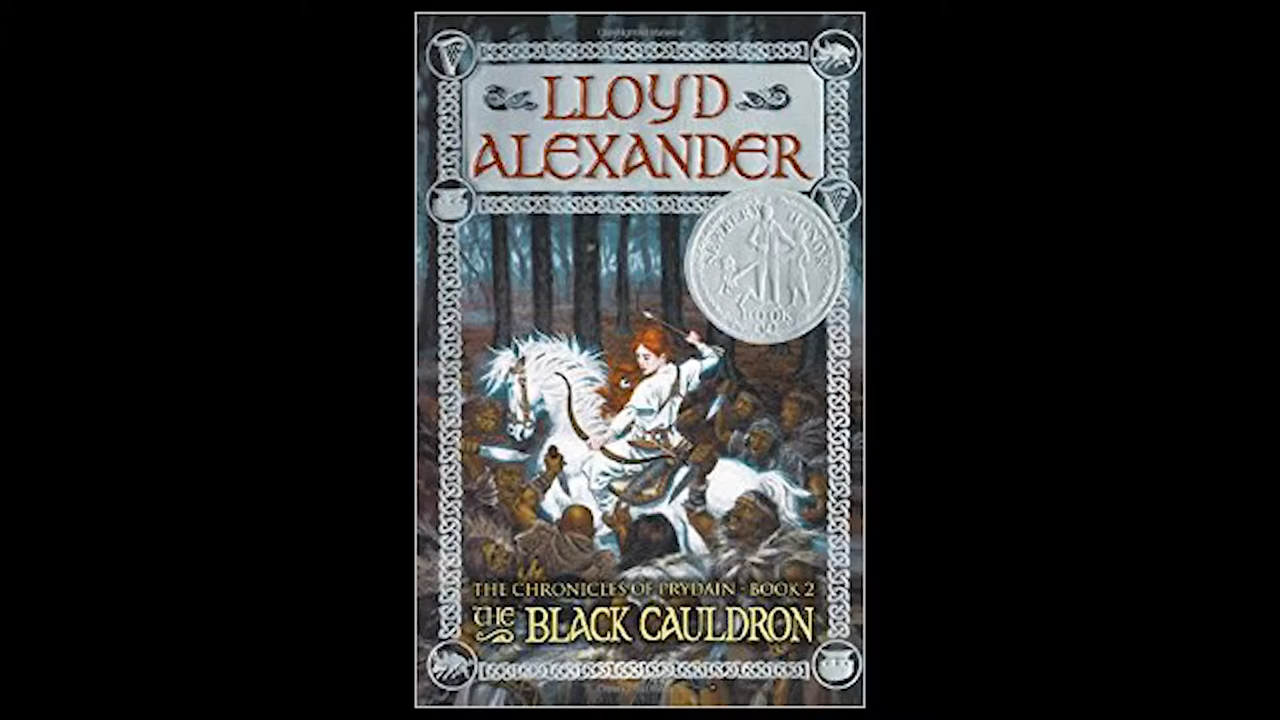 LLOYD
ALEXANDER
NEWBERY HONOR
BOOK
THE CHRONICLES OF PRYDAIN · BOOK 2
THE BLACK CAULDRON